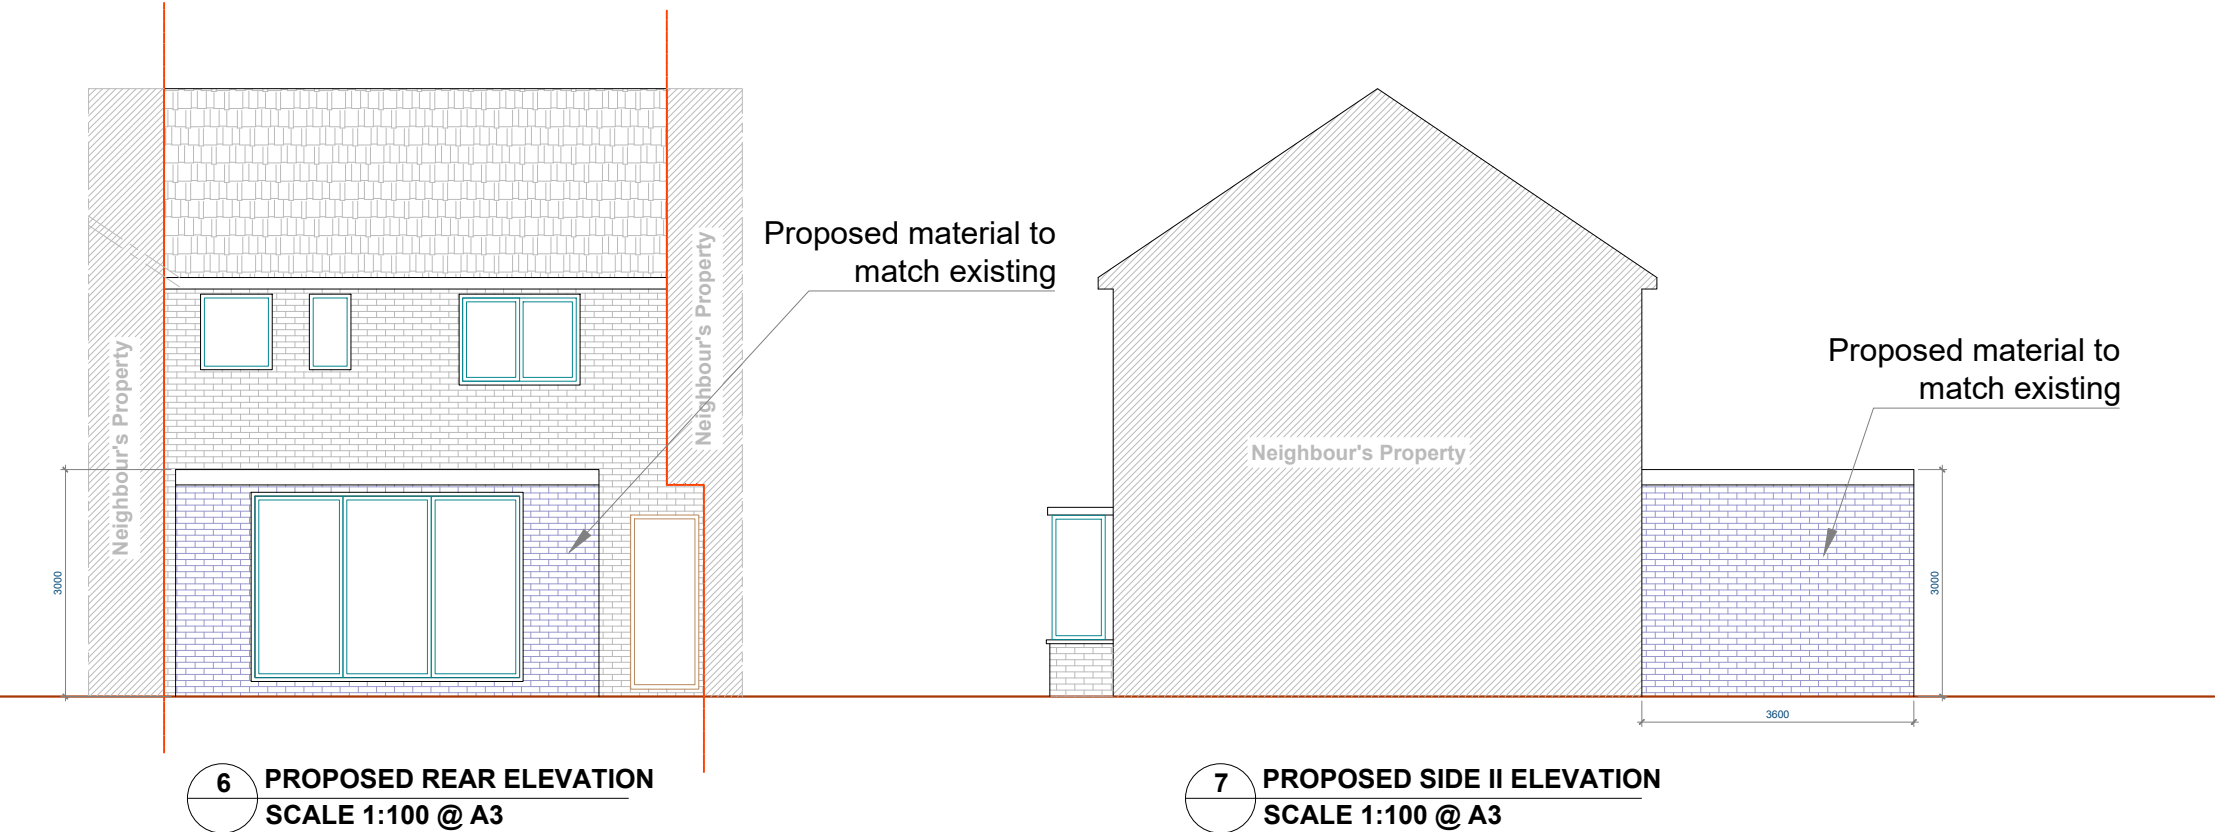 Proposed material to
match existing
Neighbour's Property
Neighbour's Property
3000
6
PROPOSED REAR ELEVATION
SCALE 1:100 @ A3
Proposed material to
match existing
Neighbour's Property
3000
3600
7
PROPOSED SIDE II ELEVATION
SCALE 1:100 @ A3